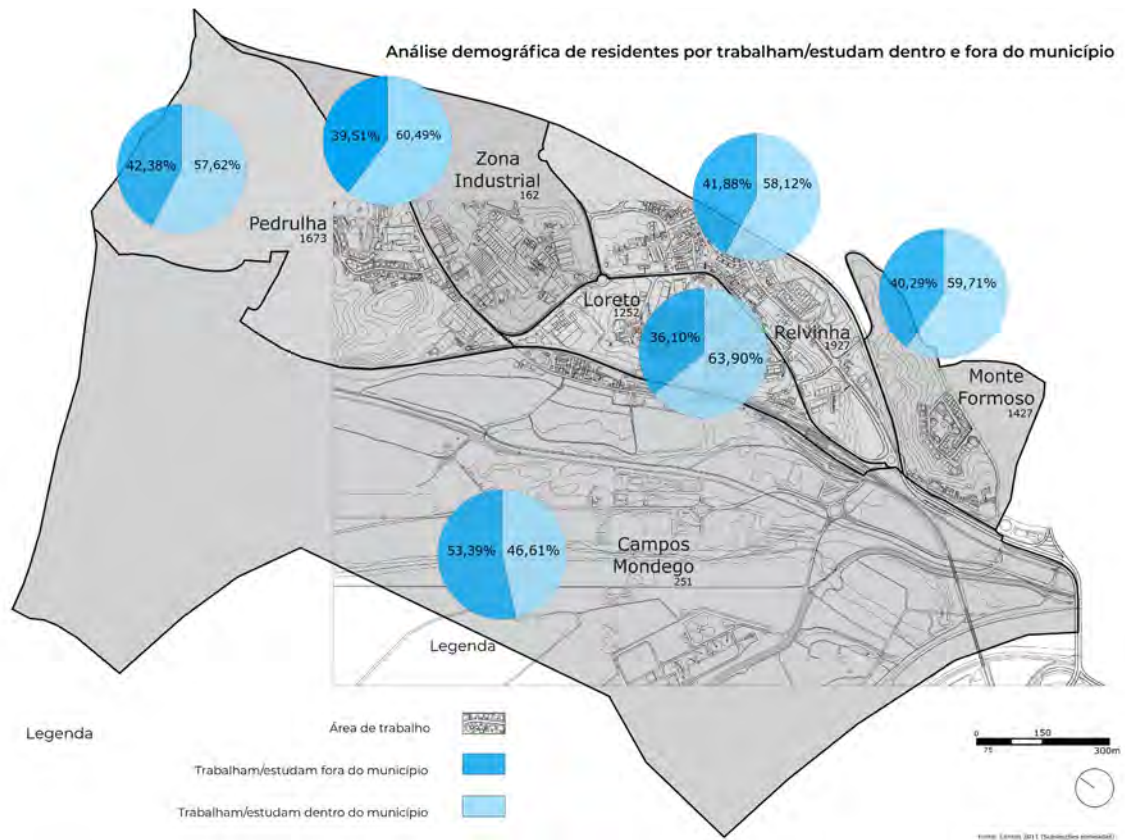 Análise demográfica de residentes por trabalham/estudam dentro e fora do município
42,38%
57,62%
39,51%
60,49%
Zona
Industrial
162
Pedrulha
1673
41,88%
58,12%
40,29%
59,71%
Loreto
1252
36,10%
63,90%
Relvinha
1927
Monte
Formoso
1427
53,39%
46,61%
Campos
Mondego
251
Legenda
Legenda
Área de trabalho
Trabalham/estudam fora do município
Trabalham/estudam dentro do município
0
150
75
300m